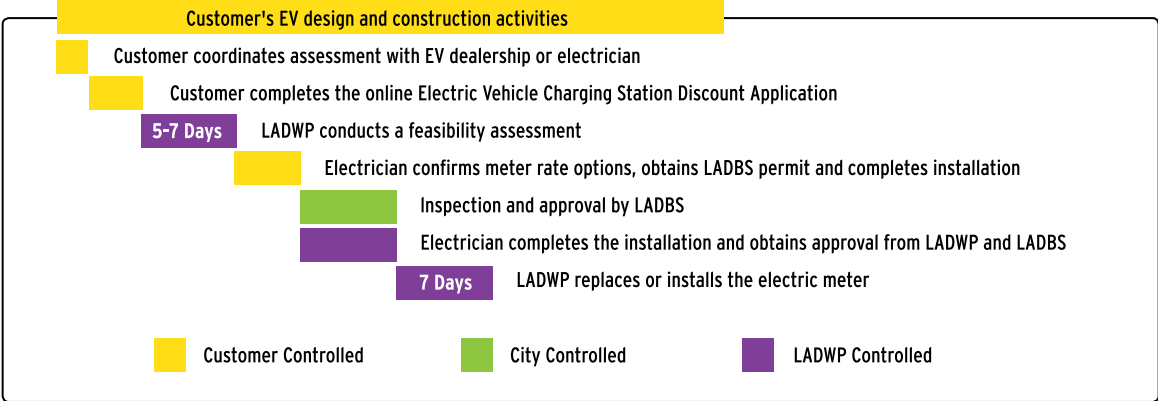 Customer's EV design and construction activities
Customer coordinates assessment with EV dealership or electrician
Customer completes the online Electric Vehicle Charging Station Discount Application
5-7 Days LADWP conducts a feasibility assessment
Electrician confirms meter rate options, obtains LADBS permit and completes installation
Inspection and approval by LADBS
Electrician completes the installation and obtains approval from LADWP and LADBS
7 Days LADWP replaces or installs the electric meter
Customer Controlled City Controlled LADWP Controlled